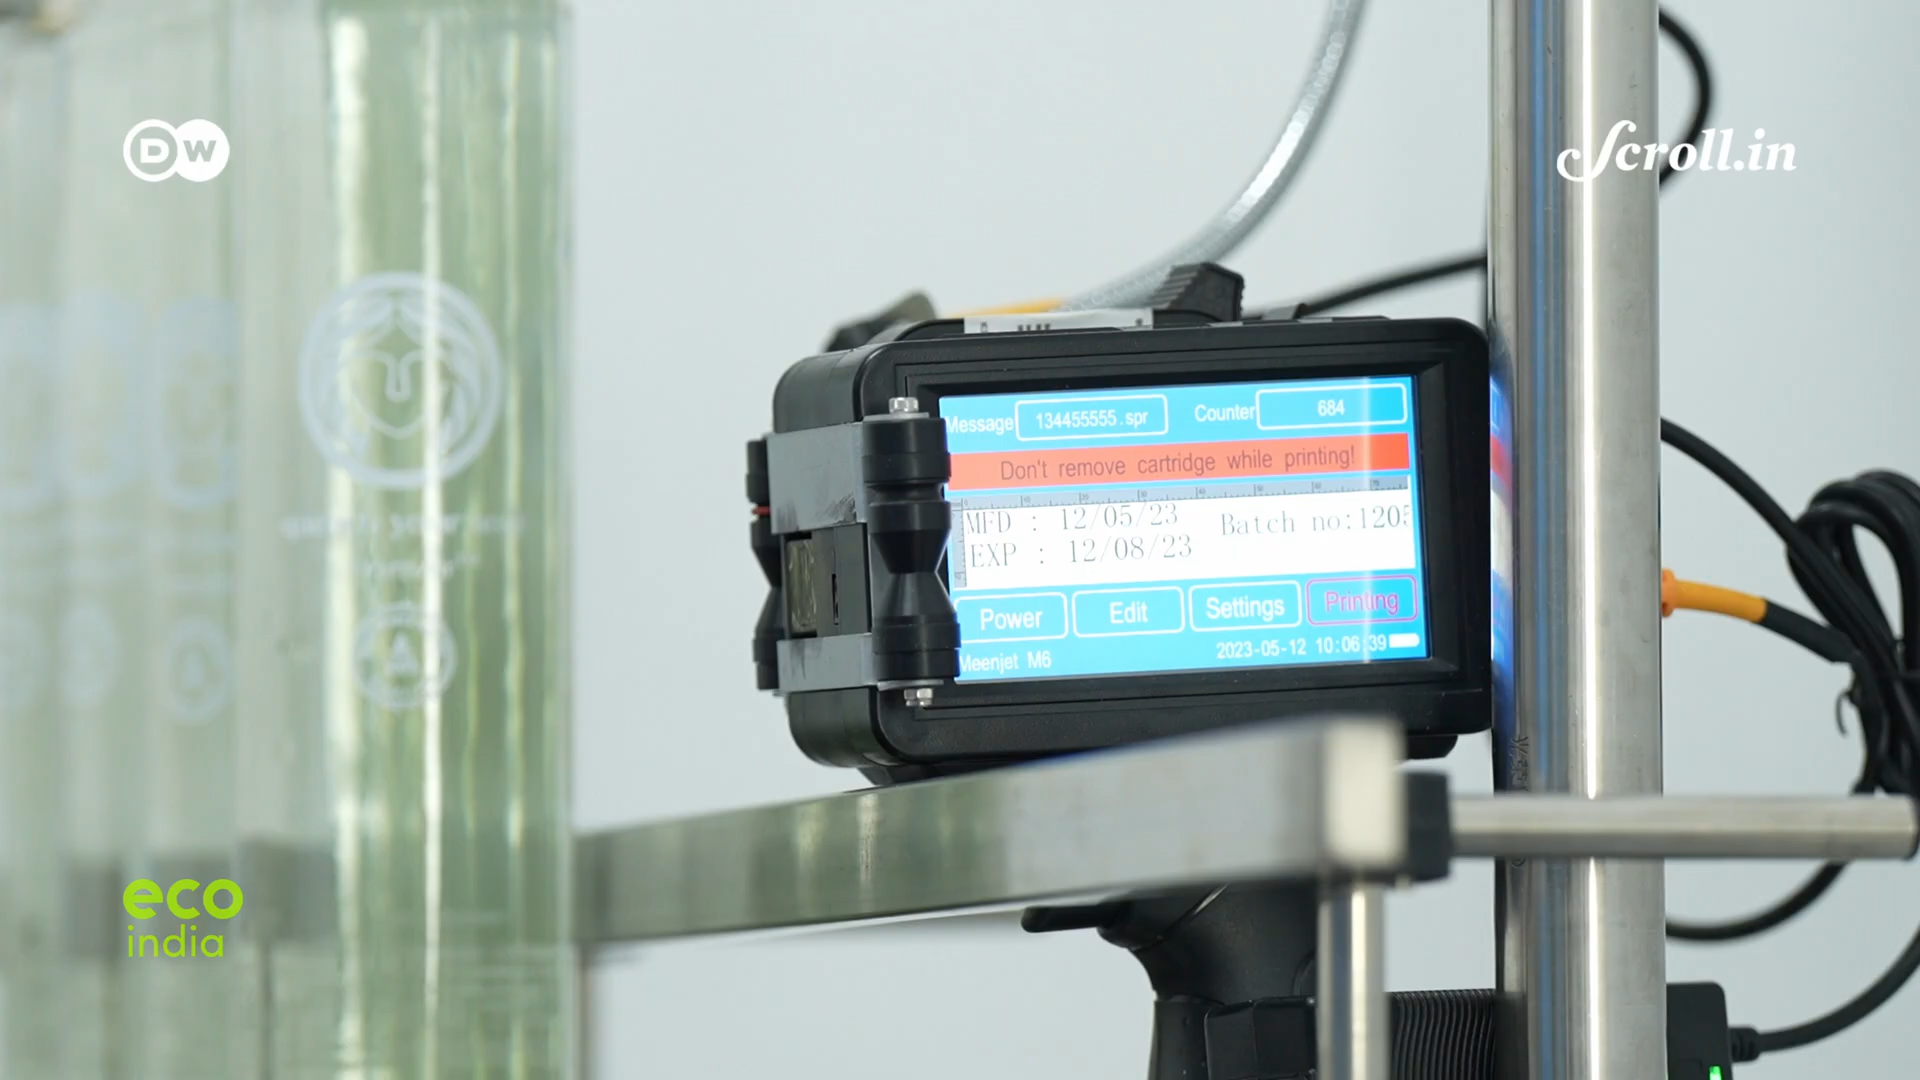 DW
Scroll.in
Message 134455555.spr Counter 684
Don't remove cartridge while printing!
MFD : 12/05/23 Batch no:1205
EXP : 12/08/23
Power Edit Settings Printing
Meenjet M6 2023-05-12 10:06:39
eco
india